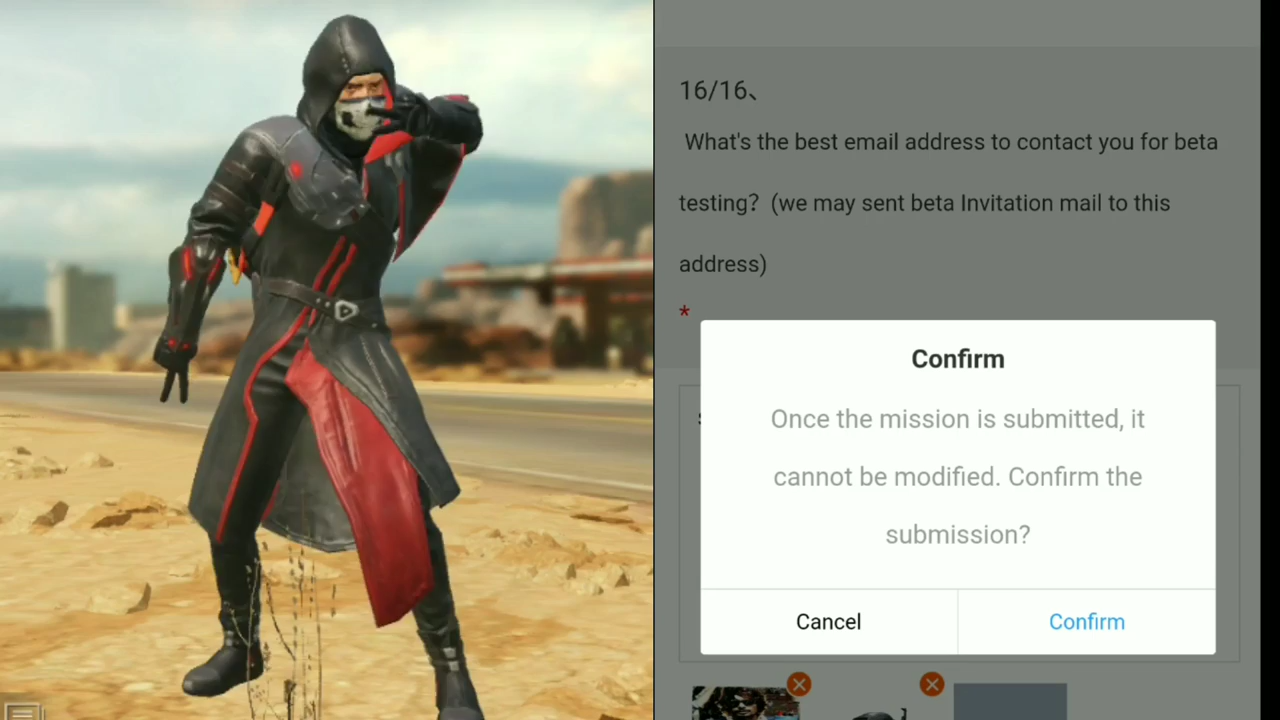 16/16、
What's the best email address to contact you for beta
testing? (we may sent beta Invitation mail to this
address)
*
Confirm
Once the mission is submitted, it
cannot be modified. Confirm the
submission?
Cancel
Confirm